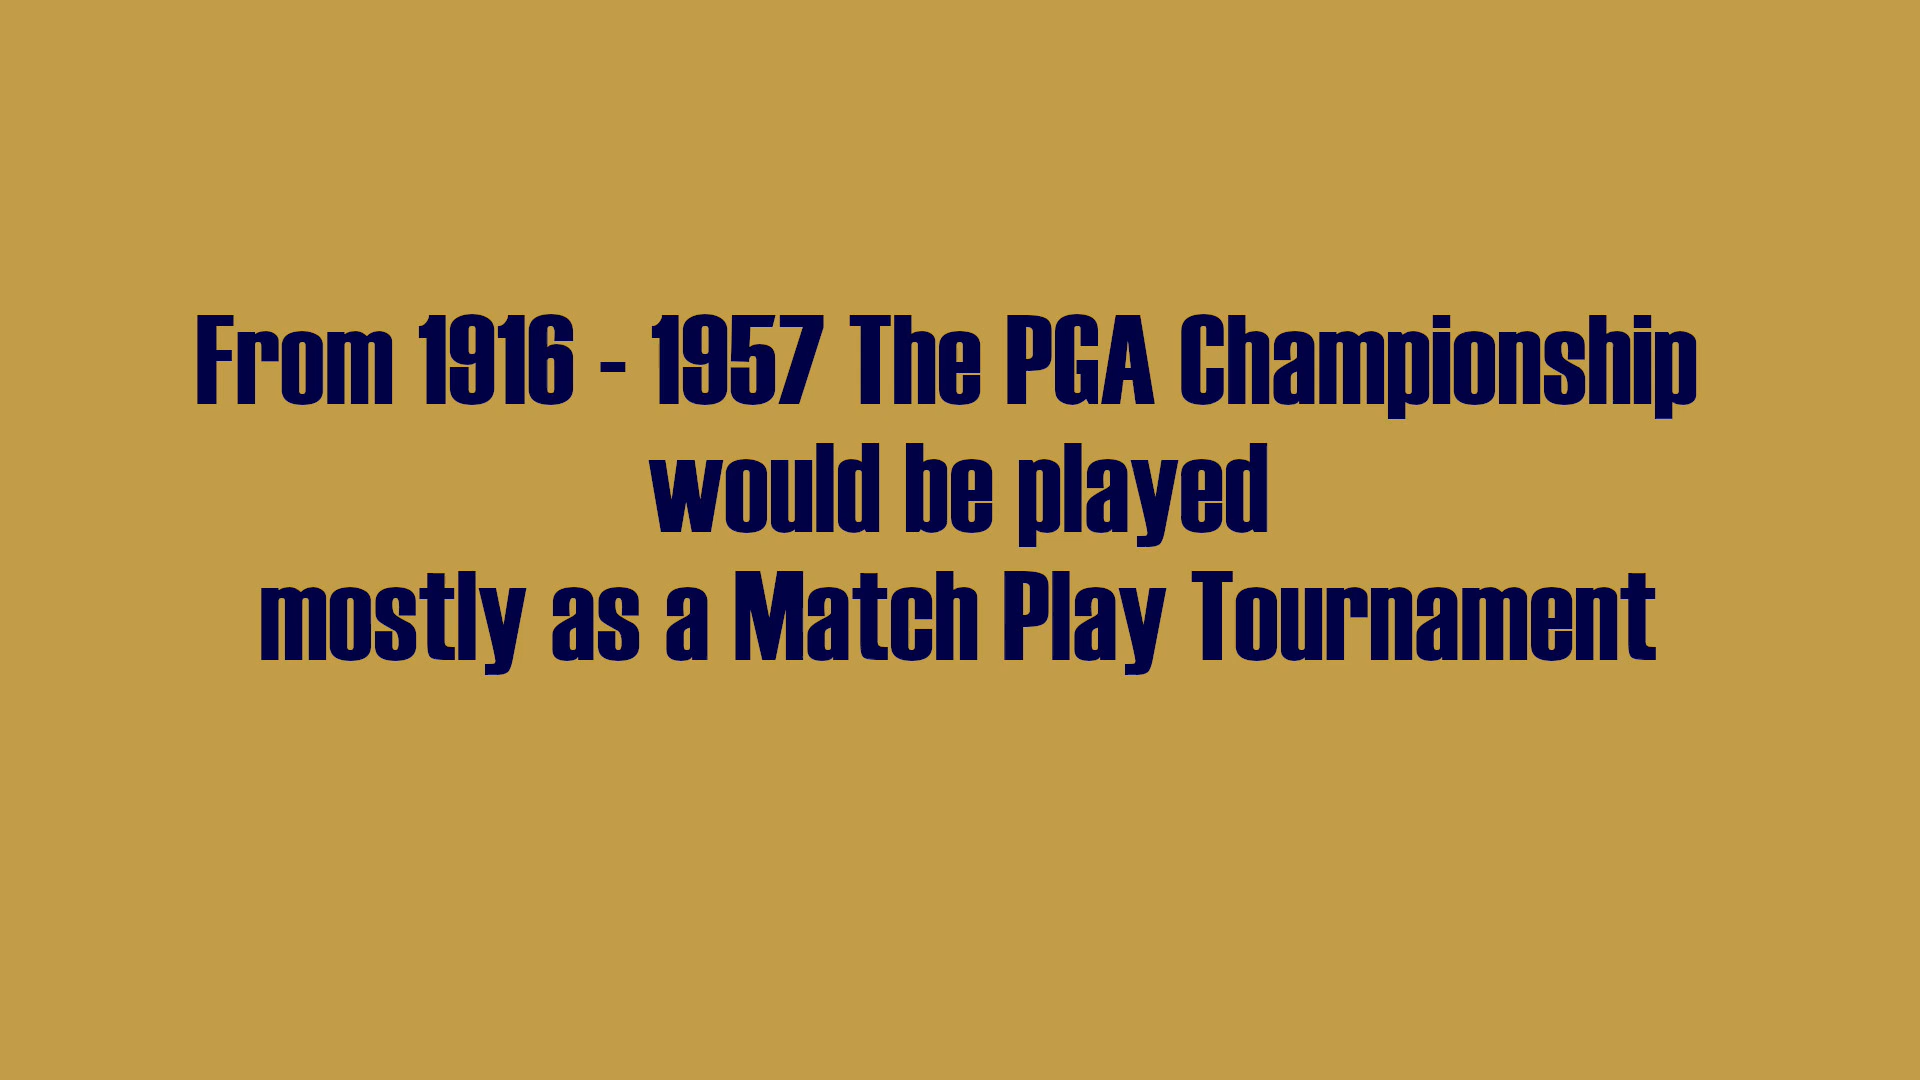 From 1916 - 1957 The PGA Championship
would be played
mostly as a Match Play Tournament